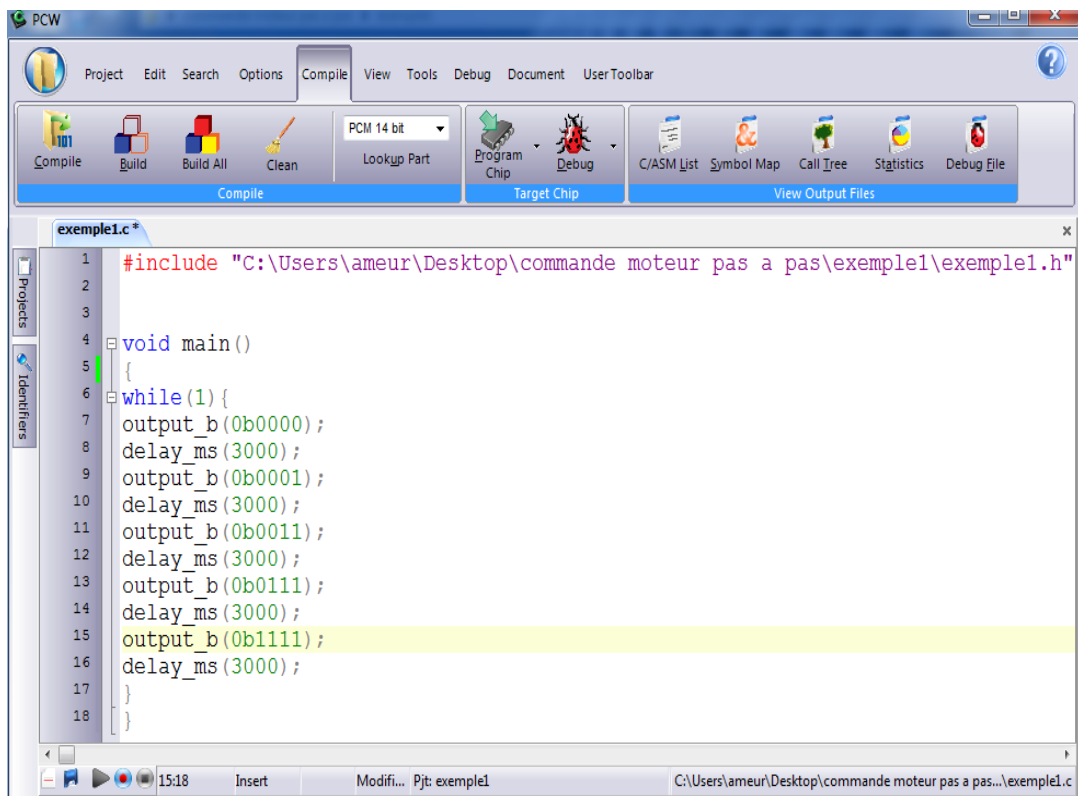 PCW
Project Edit Search Options Compile View Tools Debug Document User Toolbar
101
Compile Build Build All Clean PCM 14 bit Lookup Part Program Chip Debug C/ASM List Symbol Map Call Tree Statistics Debug File
Compile Target Chip View Output Files
exemple1.c *
Projects
Identifiers
1 #include "C:\Users\ameur\Desktop\commande moteur pas a pas\exemple1\exemple1.h"
2
3
4 void main()
5 {
6 while(1){
7 output_b(0b0000);
8 delay_ms(3000);
9 output_b(0b0001);
10 delay_ms(3000);
11 output_b(0b0011);
12 delay_ms(3000);
13 output_b(0b0111);
14 delay_ms(3000);
15 output_b(0b1111);
16 delay_ms(3000);
17 }
18 }
15:18 Insert Modifi... Pjt: exemple1 C:\Users\ameur\Desktop\commande moteur pas a pas...\exemple1.c